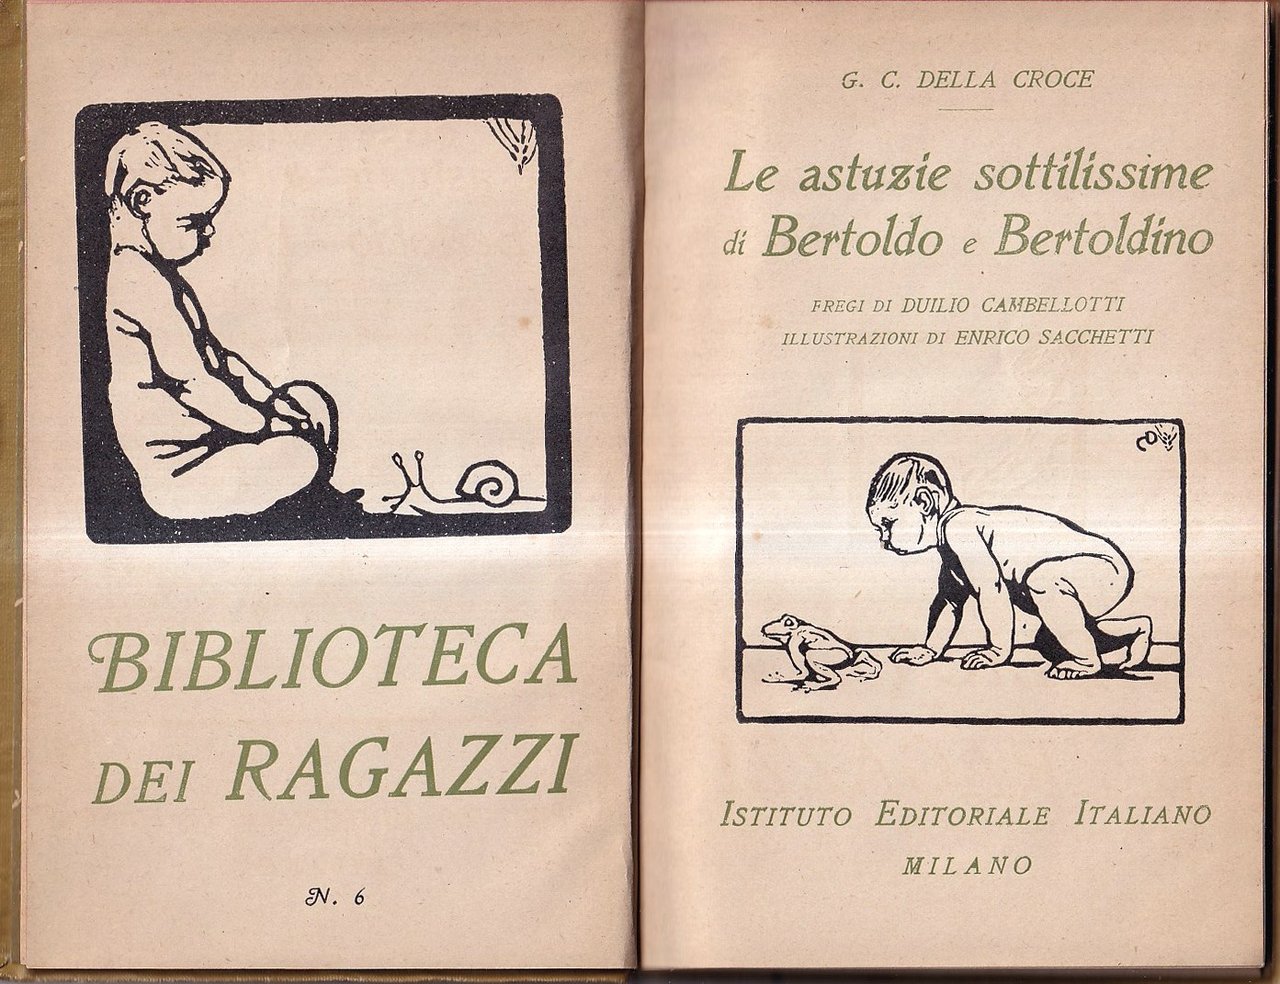 BIBLIOTECA
DEI RAGAZZI
N. 6
G. C. DELLA CROCE
Le astuzie sottilissime
di Bertoldo e Bertoldino
FREGI DI DUILIO CAMBELLOTTI
ILLUSTRAZIONI DI ENRICO SACCHETTI
ISTITUTO EDITORIALE ITALIANO
MILANO